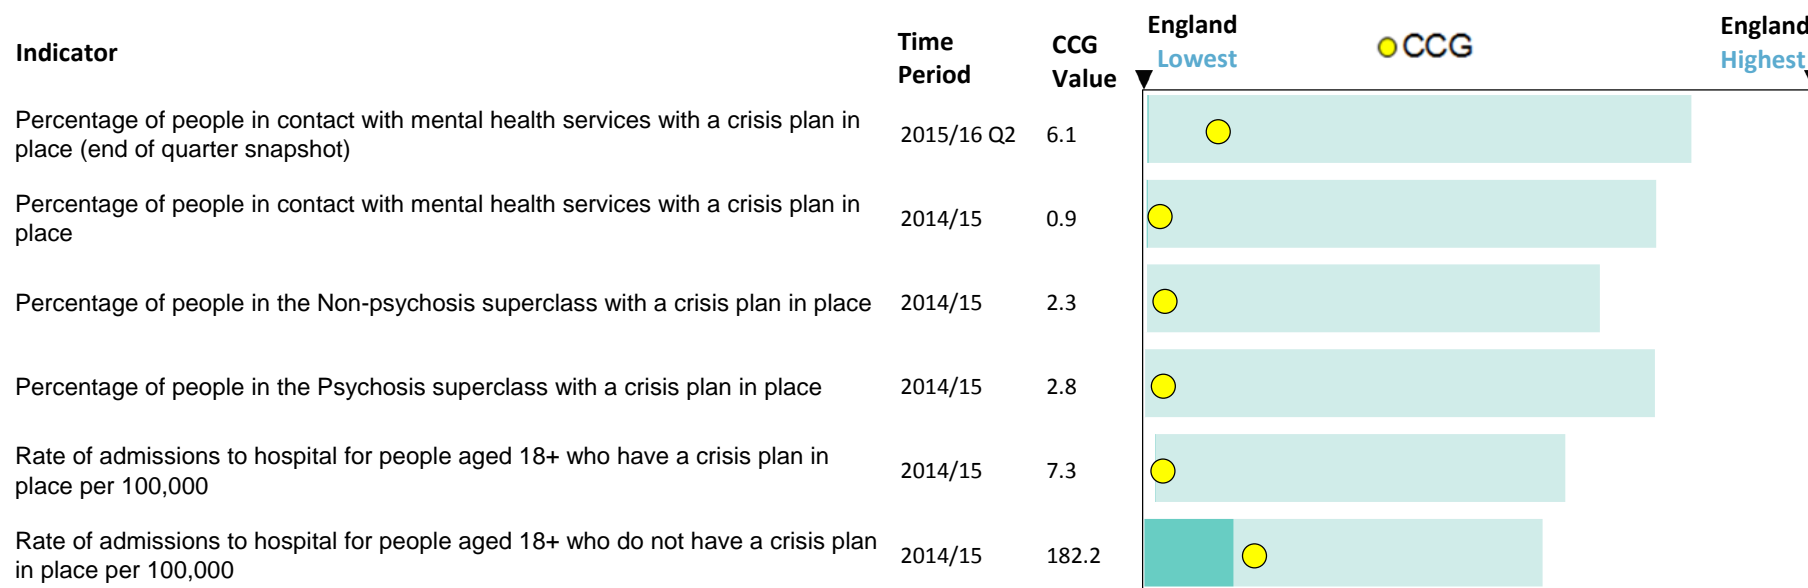 Indicator
Time
Period
CCG
Value
England
Lowest
CCG
England
Highest
Percentage of people in contact with mental health services with a crisis plan in
place (end of quarter snapshot)
2015/16 Q2
6.1
Percentage of people in contact with mental health services with a crisis plan in
place
2014/15
0.9
Percentage of people in the Non-psychosis superclass with a crisis plan in place
2014/15
2.3
Percentage of people in the Psychosis superclass with a crisis plan in place
2014/15
2.8
Rate of admissions to hospital for people aged 18+ who have a crisis plan in
place per 100,000
2014/15
7.3
Rate of admissions to hospital for people aged 18+ who do not have a crisis plan
in place per 100,000
2014/15
182.2